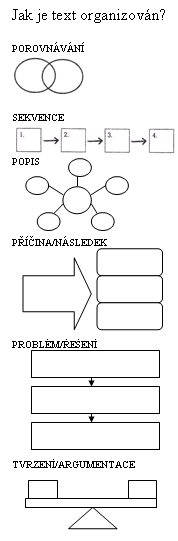 Jak je text organizován?
POROVNÁVÁNÍ
SEKVENCE
1. 2. 3. 4.
POPIS
PŘÍČINA/NÁSLEDEK
PROBLÉM/ŘEŠENÍ
TVRZENÍ/ARGUMENTACE